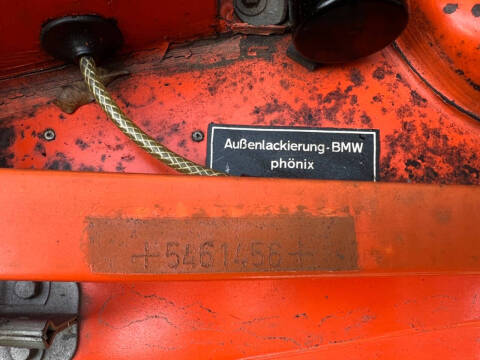 Außenlackierung-BMW
phönix
+5461456+